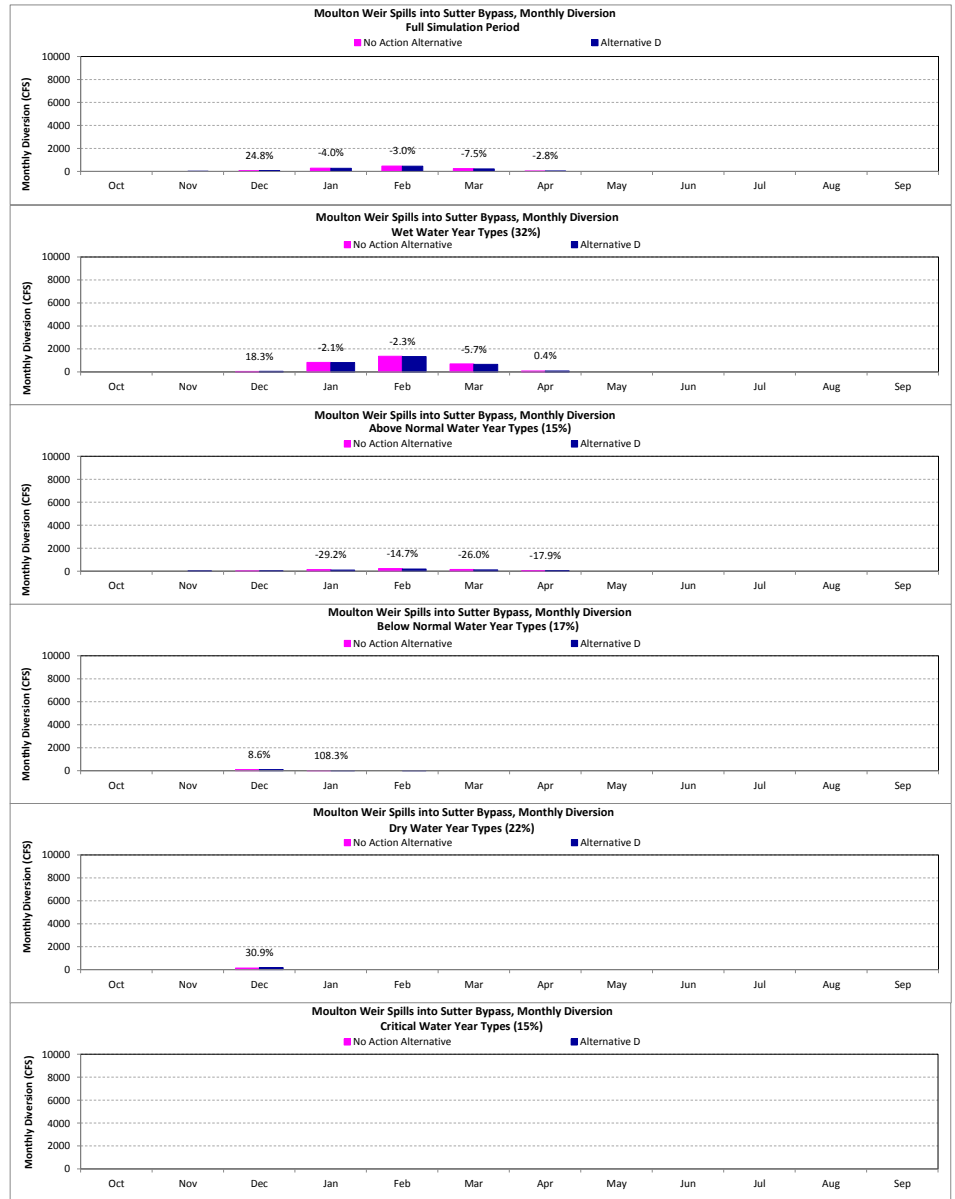 Moulton Weir Spills into Sutter Bypass, Monthly Diversion
Full Simulation Period
No Action Alternative Alternative D
Monthly Diversion (CFS)
10000
8000
6000
4000
2000
0
24.8% -4.0% -3.0% -7.5% -2.8%
Oct Nov Dec Jan Feb Mar Apr May Jun Jul Aug Sep
Moulton Weir Spills into Sutter Bypass, Monthly Diversion
Wet Water Year Types (32%)
No Action Alternative Alternative D
Monthly Diversion (CFS)
10000
8000
6000
4000
2000
0
18.3% -2.1% -2.3% -5.7% 0.4%
Oct Nov Dec Jan Feb Mar Apr May Jun Jul Aug Sep
Moulton Weir Spills into Sutter Bypass, Monthly Diversion
Above Normal Water Year Types (15%)
No Action Alternative Alternative D
Monthly Diversion (CFS)
10000
8000
6000
4000
2000
0
-29.2% -14.7% -26.0% -17.9%
Oct Nov Dec Jan Feb Mar Apr May Jun Jul Aug Sep
Moulton Weir Spills into Sutter Bypass, Monthly Diversion
Below Normal Water Year Types (17%)
No Action Alternative Alternative D
Monthly Diversion (CFS)
10000
8000
6000
4000
2000
0
8.6% 108.3%
Oct Nov Dec Jan Feb Mar Apr May Jun Jul Aug Sep
Moulton Weir Spills into Sutter Bypass, Monthly Diversion
Dry Water Year Types (22%)
No Action Alternative Alternative D
Monthly Diversion (CFS)
10000
8000
6000
4000
2000
0
30.9%
Oct Nov Dec Jan Feb Mar Apr May Jun Jul Aug Sep
Moulton Weir Spills into Sutter Bypass, Monthly Diversion
Critical Water Year Types (15%)
No Action Alternative Alternative D
Monthly Diversion (CFS)
10000
8000
6000
4000
2000
0
Oct Nov Dec Jan Feb Mar Apr May Jun Jul Aug Sep